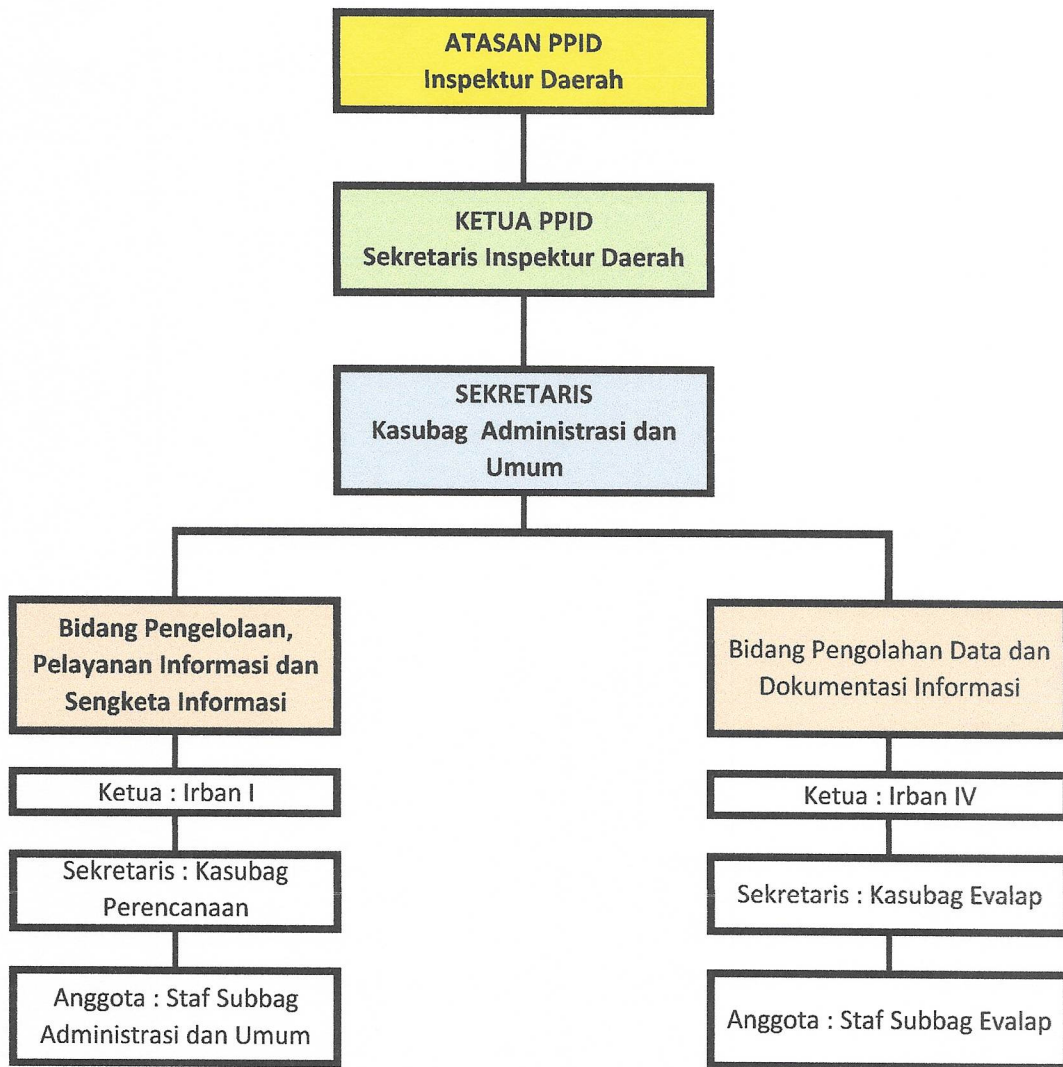 ATASAN PPID
Inspektur Daerah
KETUA PPID
Sekretaris Inspektur Daerah
SEKRETARIS
Kasubag Administrasi dan
Umum
Bidang Pengelolaan,
Pelayanan Informasi dan
Sengketa Informasi
Ketua : Irban I
Sekretaris : Kasubag
Perencanaan
Anggota : Staf Subbag
Administrasi dan Umum
Bidang Pengolahan Data dan
Dokumentasi Informasi
Ketua : Irban IV
Sekretaris : Kasubag Evalap
Anggota : Staf Subbag Evalap